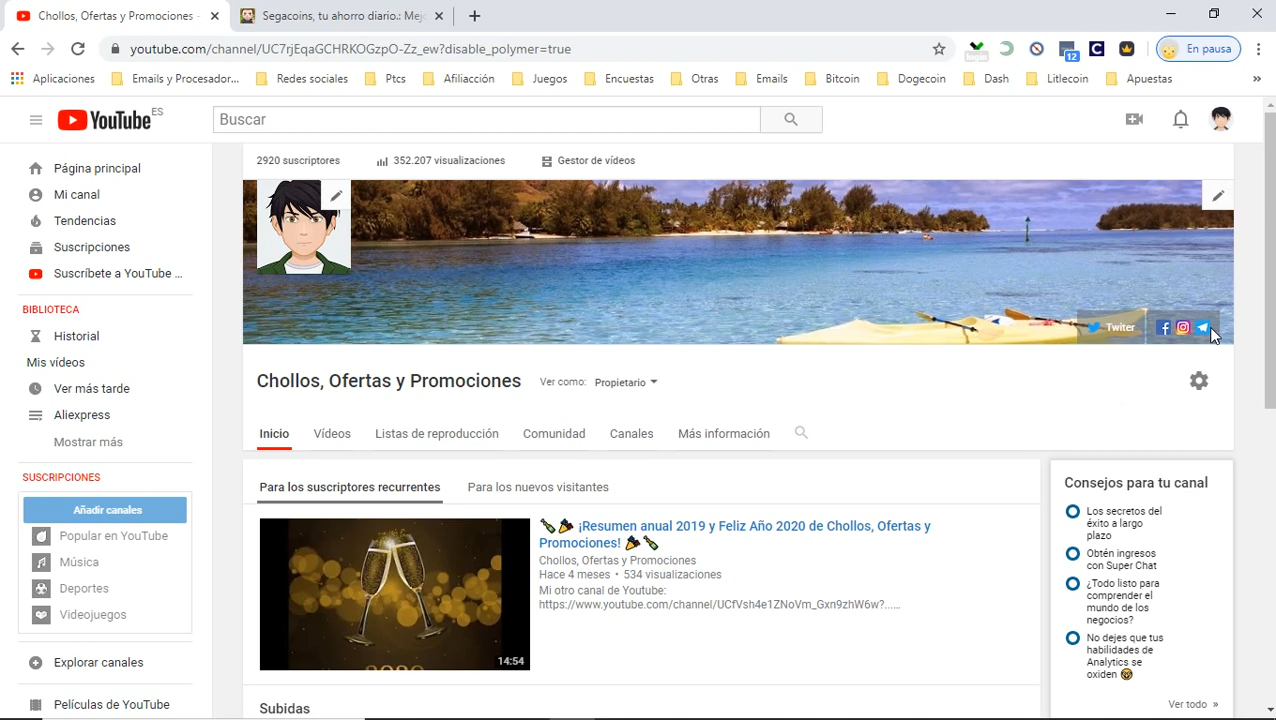 Chollos, Ofertas y Promociones -
Segacoins, tu ahorro diario.: Mej
youtube.com/channel/UC7rjEqaGCHRKOGzpO-Zz_ew?disable_polymer=true
12
En pausa
Aplicaciones
Emails y Procesador...
Redes sociales
Ptcs
Afiliacción
Juegos
Encuestas
Otras
Emails
Bitcoin
Dogecoin
Dash
Litlecoin
Apuestas
YouTube ES
Buscar
Página principal
Mi canal
Tendencias
Suscripciones
Suscríbete a YouTube ...
BIBLIOTECA
Historial
Mis vídeos
Ver más tarde
Aliexpress
Mostrar más
SUSCRIPCIONES
Añadir canales
Popular en YouTube
Música
Deportes
Videojuegos
Explorar canales
Películas de YouTube
2920 suscriptores
352.207 visualizaciones
Gestor de vídeos
Twiter
Chollos, Ofertas y Promociones
Ver como: Propietario
Inicio
Vídeos
Listas de reproducción
Comunidad
Canales
Más información
Para los suscriptores recurrentes
Para los nuevos visitantes
14:54
¡Resumen anual 2019 y Feliz Año 2020 de Chollos, Ofertas y
Promociones!
Chollos, Ofertas y Promociones
Hace 4 meses • 534 visualizaciones
Mi otro canal de Youtube:
https://www.youtube.com/channel/UCfVsh4e1ZNoVm_Gxn9zhW6w?......
Subidas
Consejos para tu canal
Los secretos del
éxito a largo
plazo
Obtén ingresos
con Super Chat
¿Todo listo para
comprender el
mundo de los
negocios?
No dejes que tus
habilidades de
Analytics se
oxiden
Ver todo »